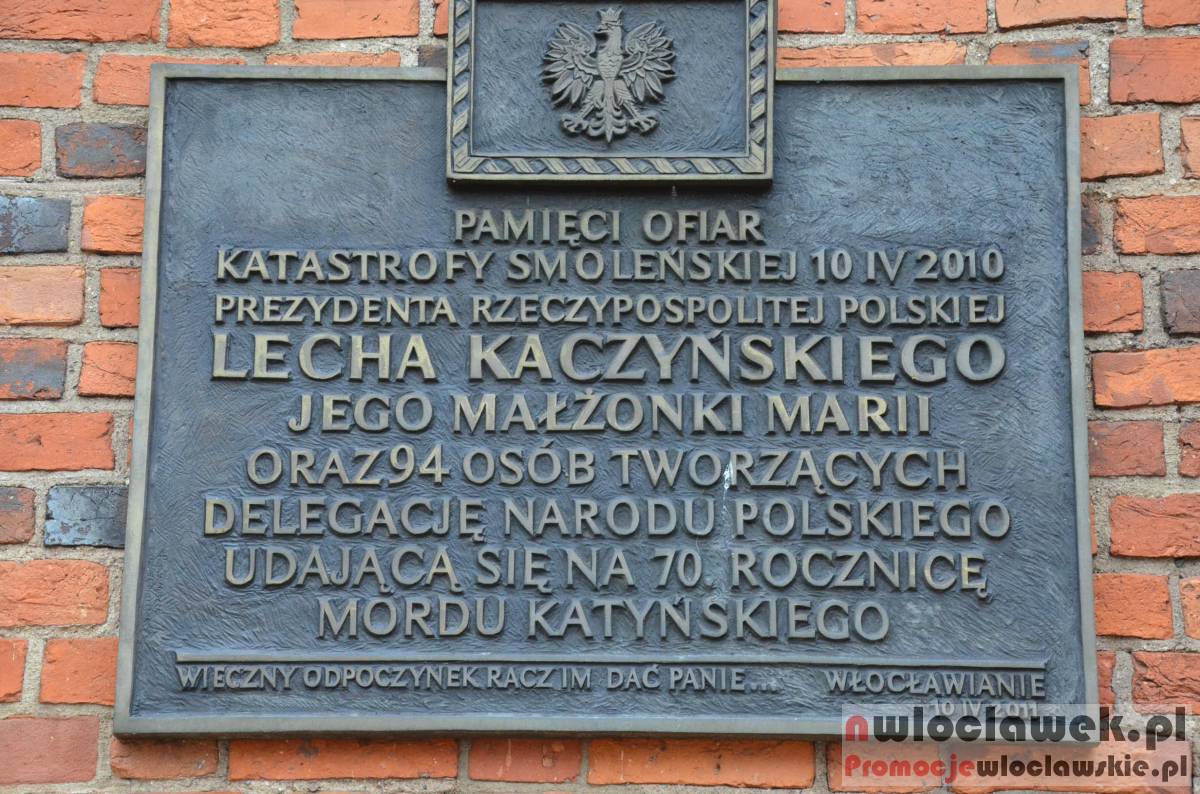 PAMIĘCI OFIAR
KATASTROFY SMOLEŃSKIEJ 10 IV 2010
PREZYDENTA RZECZYPOSPOLITEJ POLSKIEJ
LECHA KACZYŃSKIEGO
JEGO MAŁŻONKI MARII
ORAZ 94 OSÓB TWORZĄCYCH
DELEGACJĘ NARODU POLSKIEGO
UDAJĄCĄ SIĘ NA 70. ROCZNICĘ
MORDU KATYŃSKIEGO
WIECZNY ODPOCZYNEK RACZ IM DAĆ PANIE... WŁOCŁAWIANIE
10 IV 2011
nwloclawek.pl
Promocjewloclawskie.pl